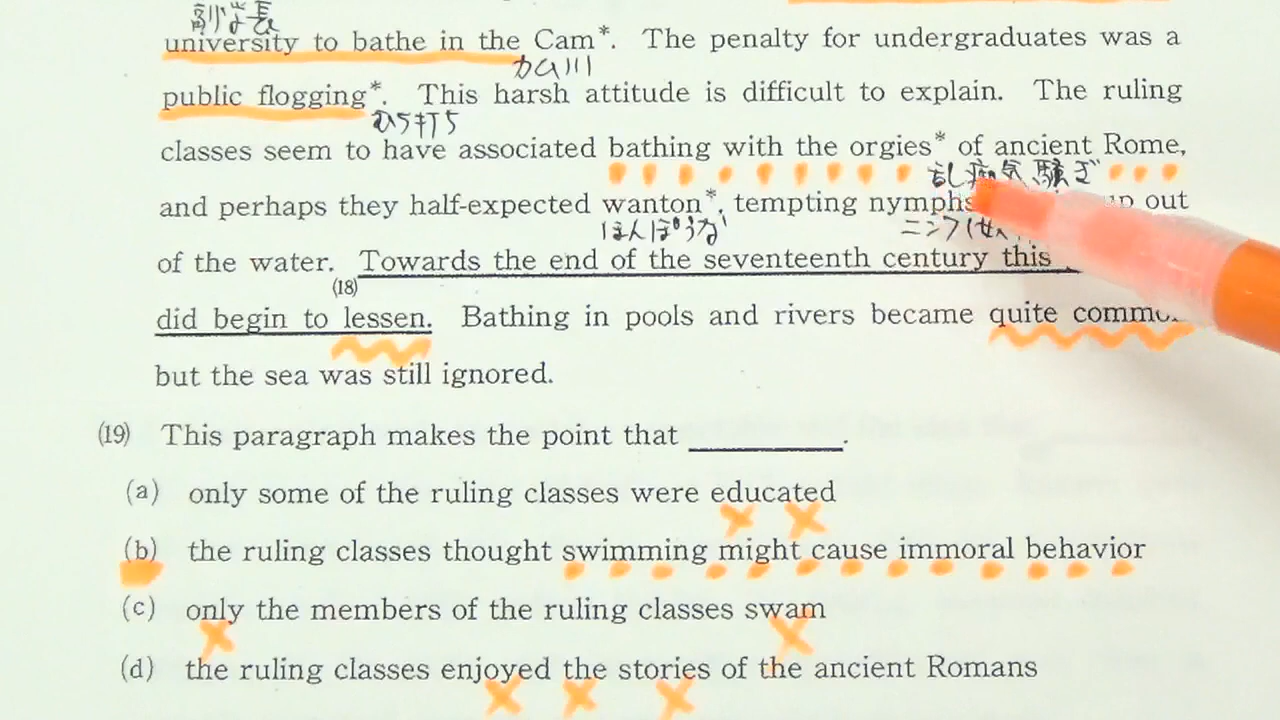 副学長
university to bathe in the Cam*. The penalty for undergraduates was a
カム川
public flogging*. This harsh attitude is difficult to explain. The ruling
むち打ち
classes seem to have associated bathing with the orgies* of ancient Rome,
乱痴気騒ぎ
and perhaps they half-expected wanton*, tempting nymphs out
ほんぽうな ニンフ(
of the water. Towards the end of the seventeenth century this
(18)
did begin to lessen. Bathing in pools and rivers became quite
but the sea was still ignored.
(19) This paragraph makes the point that ________.
(a) only some of the ruling classes were educated
(b) the ruling classes thought swimming might cause immoral behavior
(c) only the members of the ruling classes swam
(d) the ruling classes enjoyed the stories of the ancient Romans